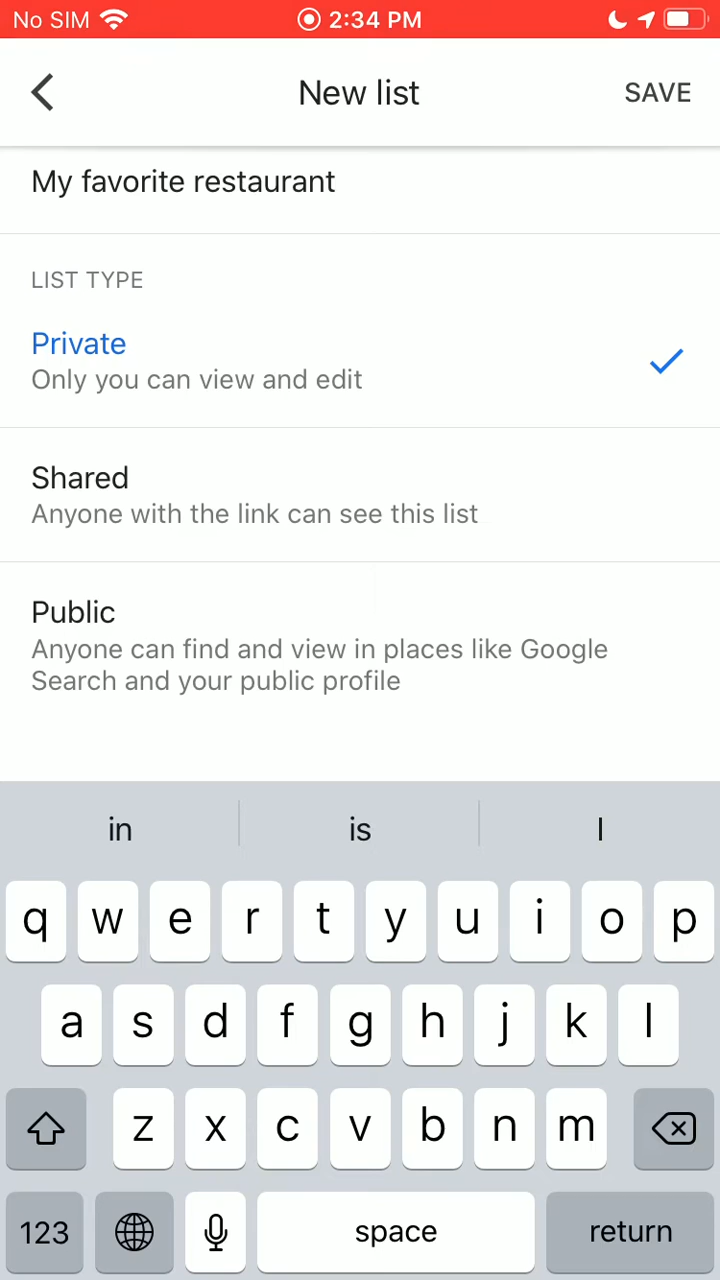 No SIM 2:34 PM
New list SAVE
My favorite restaurant
LIST TYPE
Private
Only you can view and edit
Shared
Anyone with the link can see this list
Public
Anyone can find and view in places like Google
Search and your public profile
in is I
q w e r t y u i o p
a s d f g h j k l
z x c v b n m
123 space return